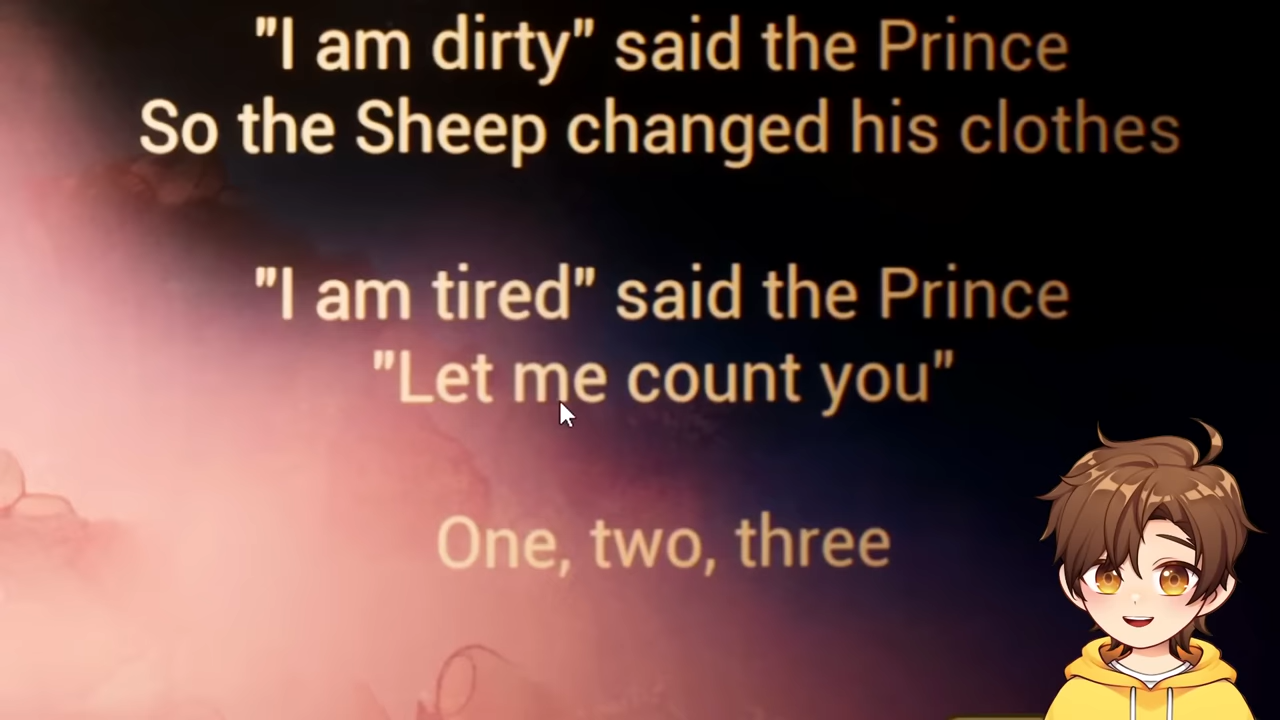 "I am dirty" said the Prince
So the Sheep changed his clothes
"I am tired" said the Prince
"Let me count you"
One, two, three